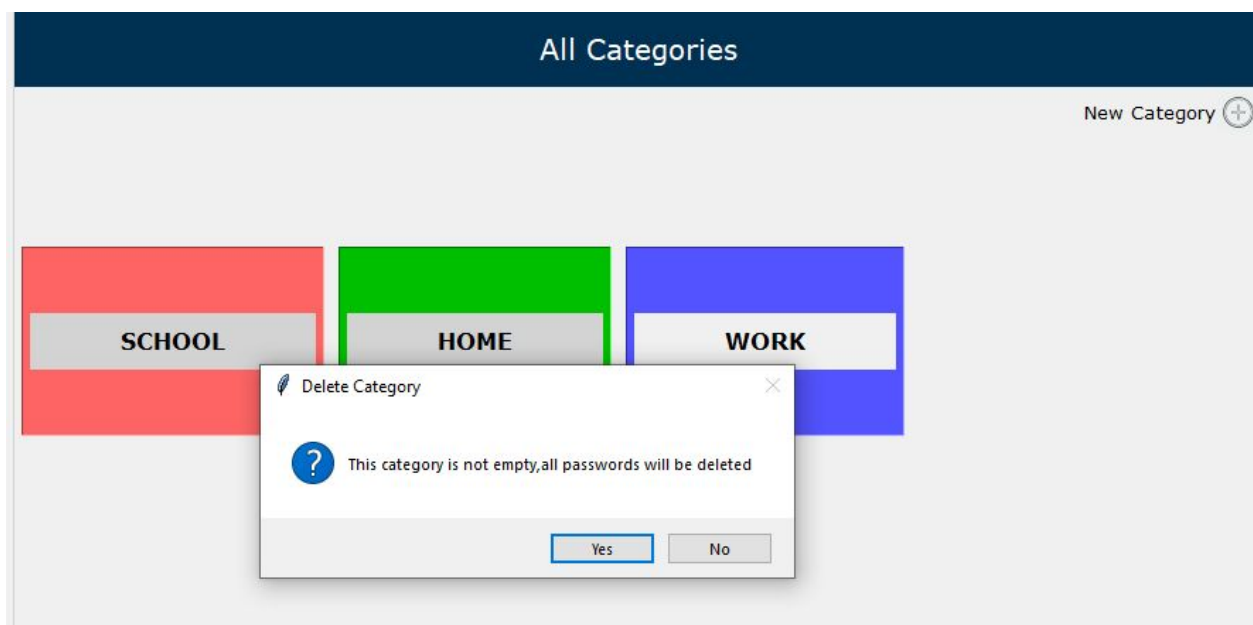 All Categories
New Category
SCHOOL
HOME
WORK
Delete Category
This category is not empty,all passwords will be deleted
Yes
No